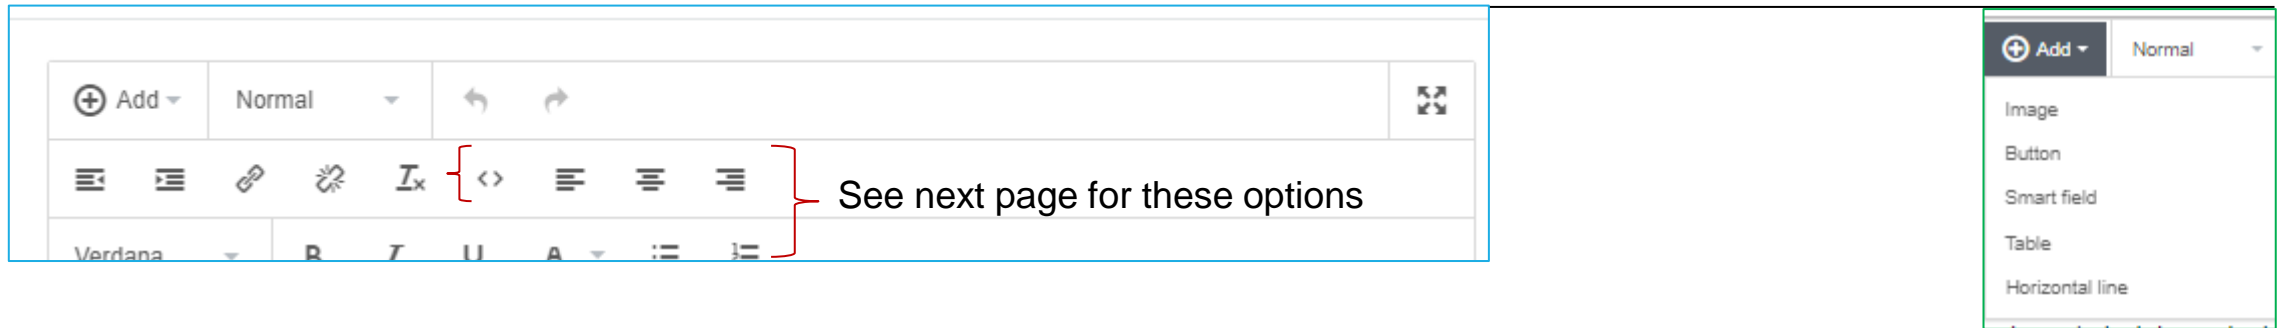 Add
Normal
See next page for these options
Verdana
B I U A
Add
Normal
Image
Button
Smart field
Table
Horizontal line